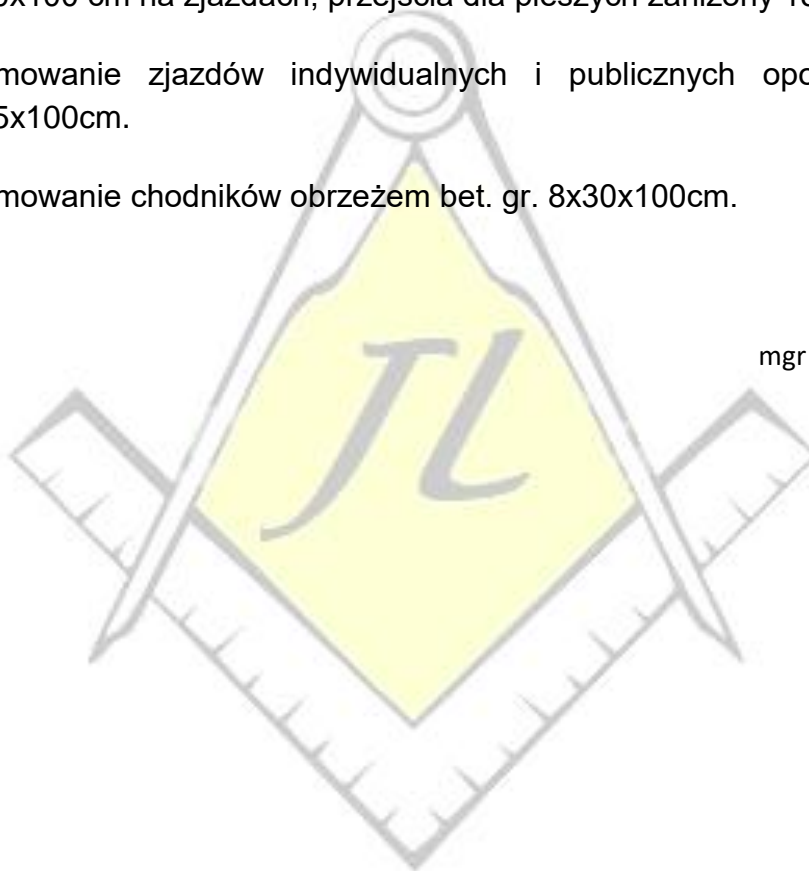 x100 cm na zjazdach, przejścia dla pieszych zaniżony
mowanie zjazdów indywidualnych i publicznych opo
5x100cm.
mowanie chodników obrzeżem bet. gr. 8x30x100cm.
mgr
JL